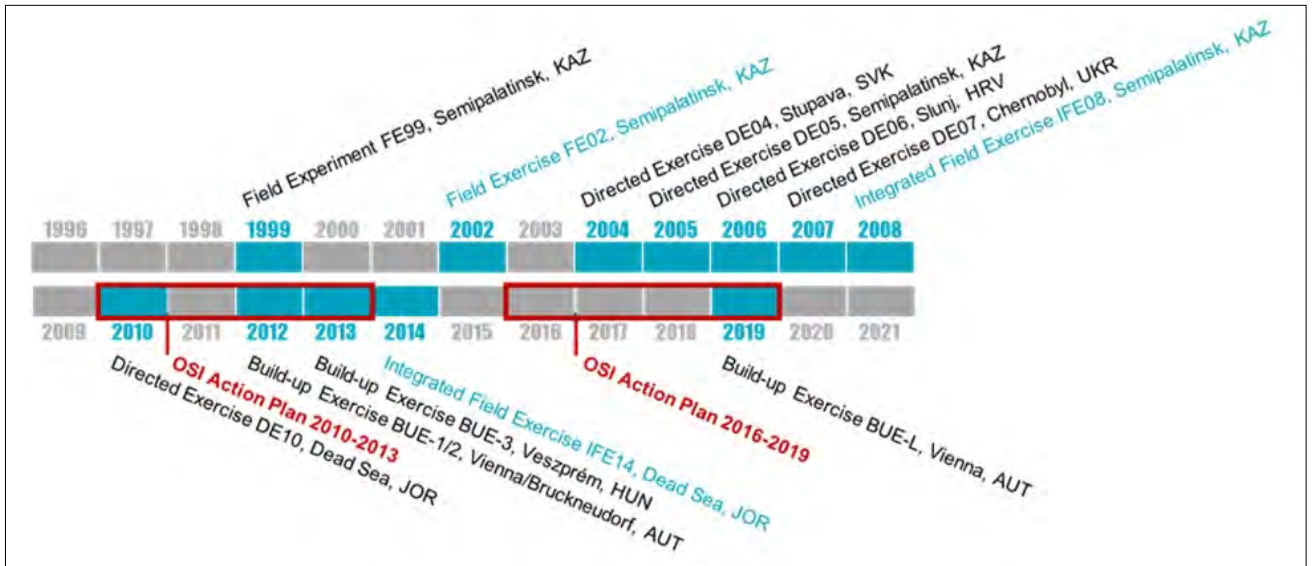 Field Experiment FE99, Semipalatinsk, KAZ
Field Exercise FE02, Semipalatinsk, KAZ
Directed Exercise DE04, Stupava, SVK
Directed Exercise DE05, Semipalatinsk, KAZ
Directed Exercise DE06, Slunj, HRV
Directed Exercise DE07, Chernobyl, UKR
Integrated Field Exercise IFE08, Semipalatinsk, KAZ
1996 1997 1998 1999 2000 2001 2002 2003 2004 2005 2006 2007 2008
2009 2010 2011 2012 2013 2014 2015 2016 2017 2018 2019 2020 2021
Directed Exercise DE10, Dead Sea, JOR
OSI Action Plan 2010-2013
Build-up Exercise BUE-1/2, Vienna/Bruckneudorf, AUT
Build-up Exercise BUE-3, Veszprém, HUN
Integrated Field Exercise IFE14, Dead Sea, JOR
OSI Action Plan 2016-2019
Build-up Exercise BUE-L, Vienna, AUT